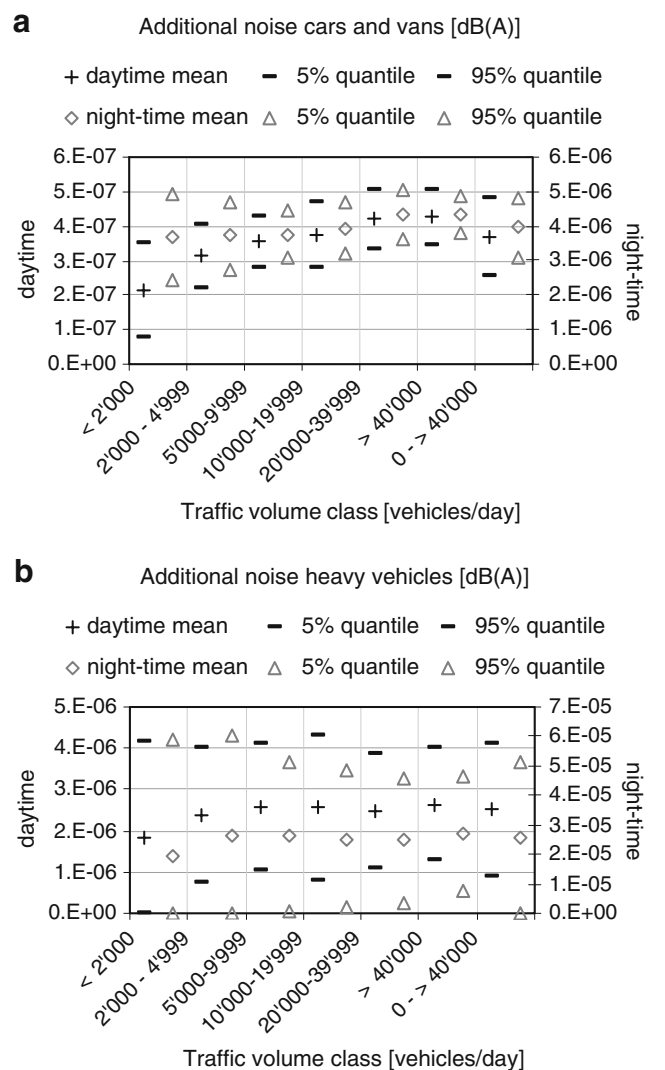 a
Additional noise cars and vans [dB(A)]
+ daytime mean - 5% quantile - 95% quantile
◇ night-time mean △ 5% quantile △ 95% quantile
6.E-07 6.E-06
5.E-07 5.E-06
4.E-07 4.E-06
3.E-07 3.E-06
2.E-07 2.E-06
1.E-07 1.E-06
0.E+00 0.E+00
daytime
night-time
< 2'000
2'000 - 4'999
5'000-9'999
10'000-19'999
20'000-39'999
> 40'000
0 - > 40'000
Traffic volume class [vehicles/day]
b
Additional noise heavy vehicles [dB(A)]
+ daytime mean - 5% quantile - 95% quantile
◇ night-time mean △ 5% quantile △ 95% quantile
5.E-06 7.E-05
4.E-06 6.E-05
3.E-06 5.E-05
2.E-06 4.E-05
1.E-06 3.E-05
0.E+00 2.E-05
1.E-05
0.E+00
daytime
night-time
< 2'000
2'000 - 4'999
5'000-9'999
10'000-19'999
20'000-39'999
> 40'000
0 - > 40'000
Traffic volume class [vehicles/day]